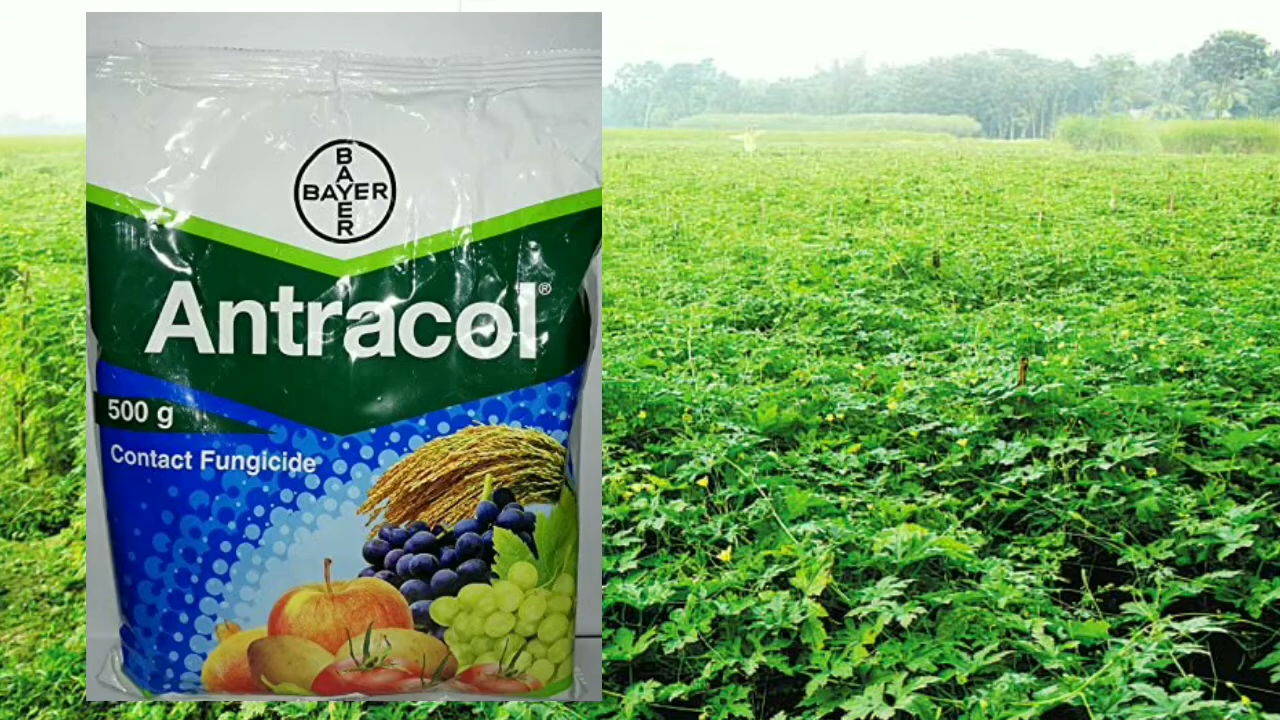 BAYER
BAYER
Antracol®
500 g
Contact Fungicide